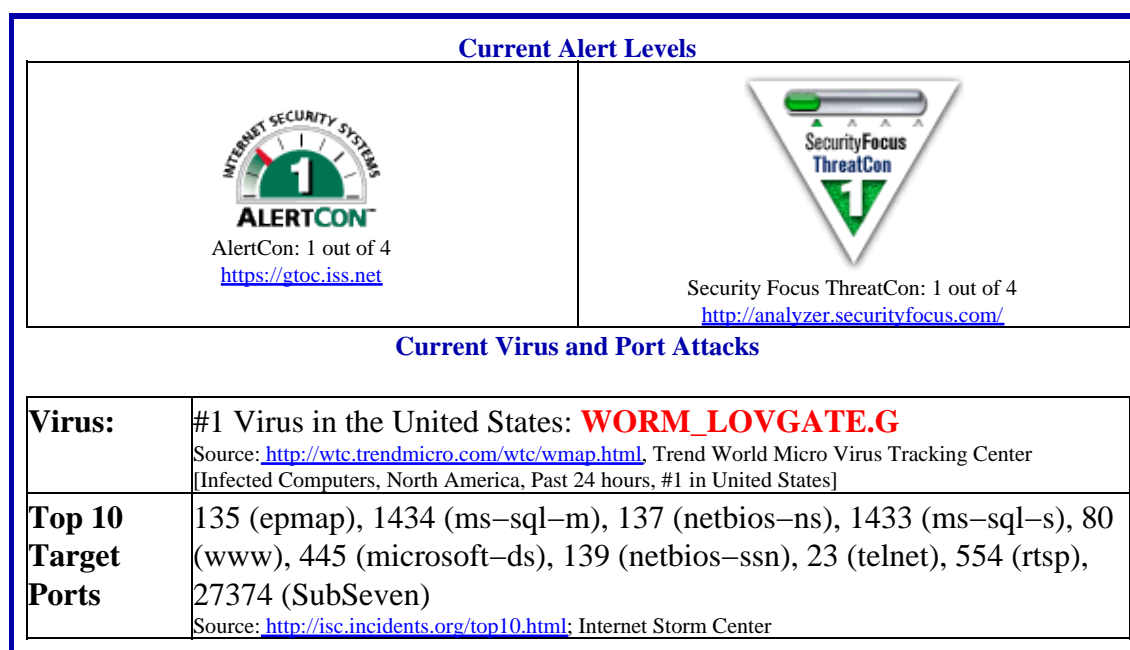 Current Alert Levels
INTERNET SECURITY SYSTEMS
1
ALERTCON™
AlertCon: 1 out of 4
https://gtoc.iss.net
SecurityFocus
ThreatCon
1
Security Focus ThreatCon: 1 out of 4
http://analyzer.securityfocus.com/
Current Virus and Port Attacks
Virus:
#1 Virus in the United States: WORM_LOVGATE.G
Source: http://wtc.trendmicro.com/wtc/wmap.html, Trend World Micro Virus Tracking Center
[Infected Computers, North America, Past 24 hours, #1 in United States]
Top 10
Target
Ports
135 (epmap), 1434 (ms−sql−m), 137 (netbios−ns), 1433 (ms−sql−s), 80
(www), 445 (microsoft−ds), 139 (netbios−ssn), 23 (telnet), 554 (rtsp),
27374 (SubSeven)
Source: http://isc.incidents.org/top10.html; Internet Storm Center